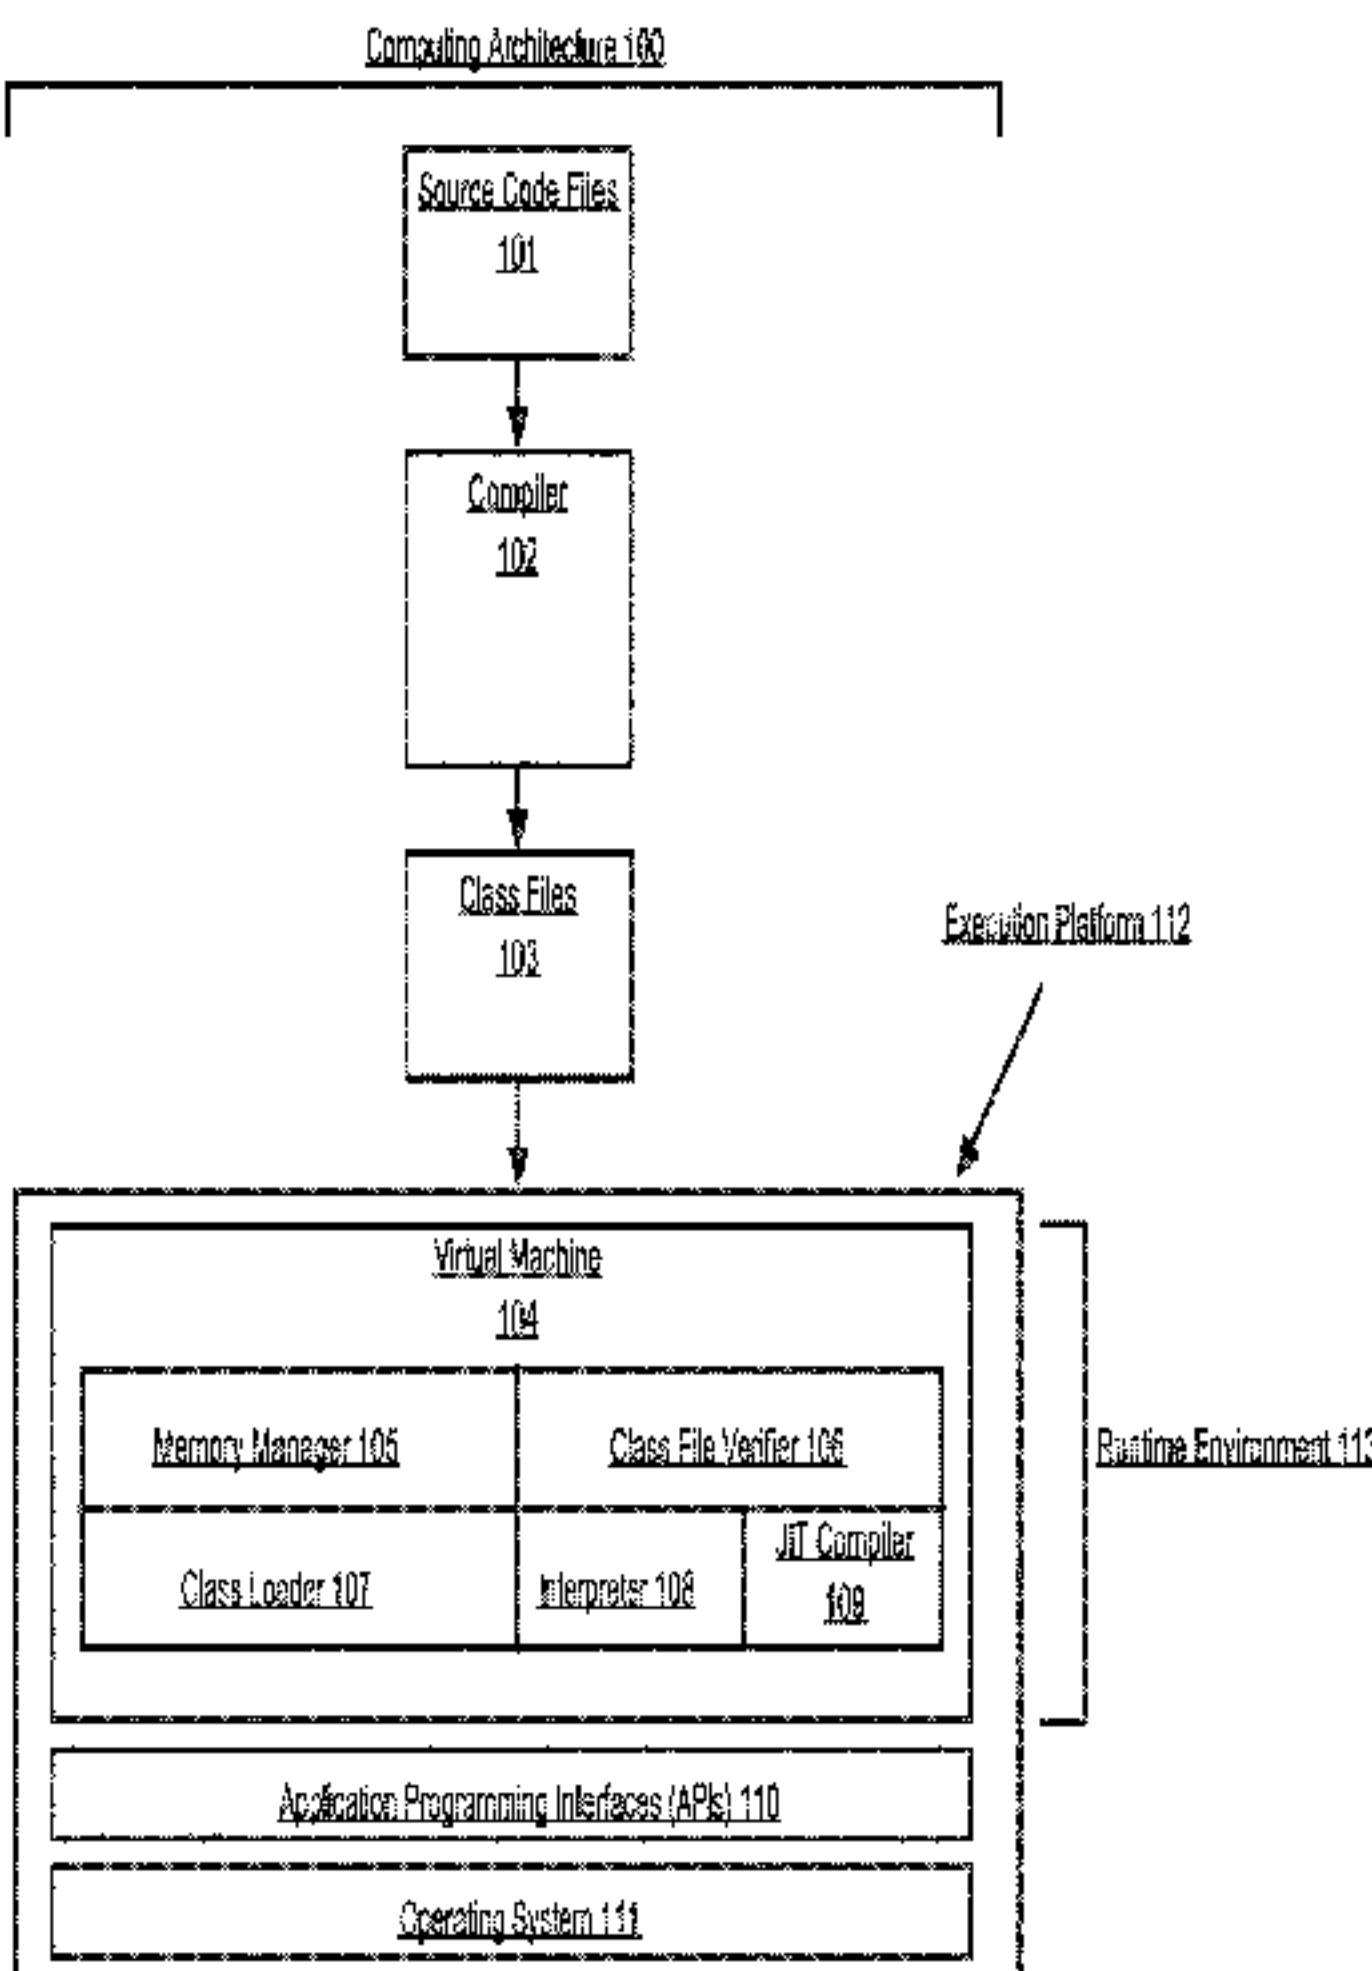 Computing Architecture 100
Source Code Files
101
Compiler
102
Class Files
103
Execution Platform 112
Virtual Machine
104
Memory Manager 105
Class File Verifier 106
Runtime Environment 113
Class Loader 107
Interpreter 108
JIT Compiler
109
Application Programming Interfaces (APIs) 110
Operating System 111